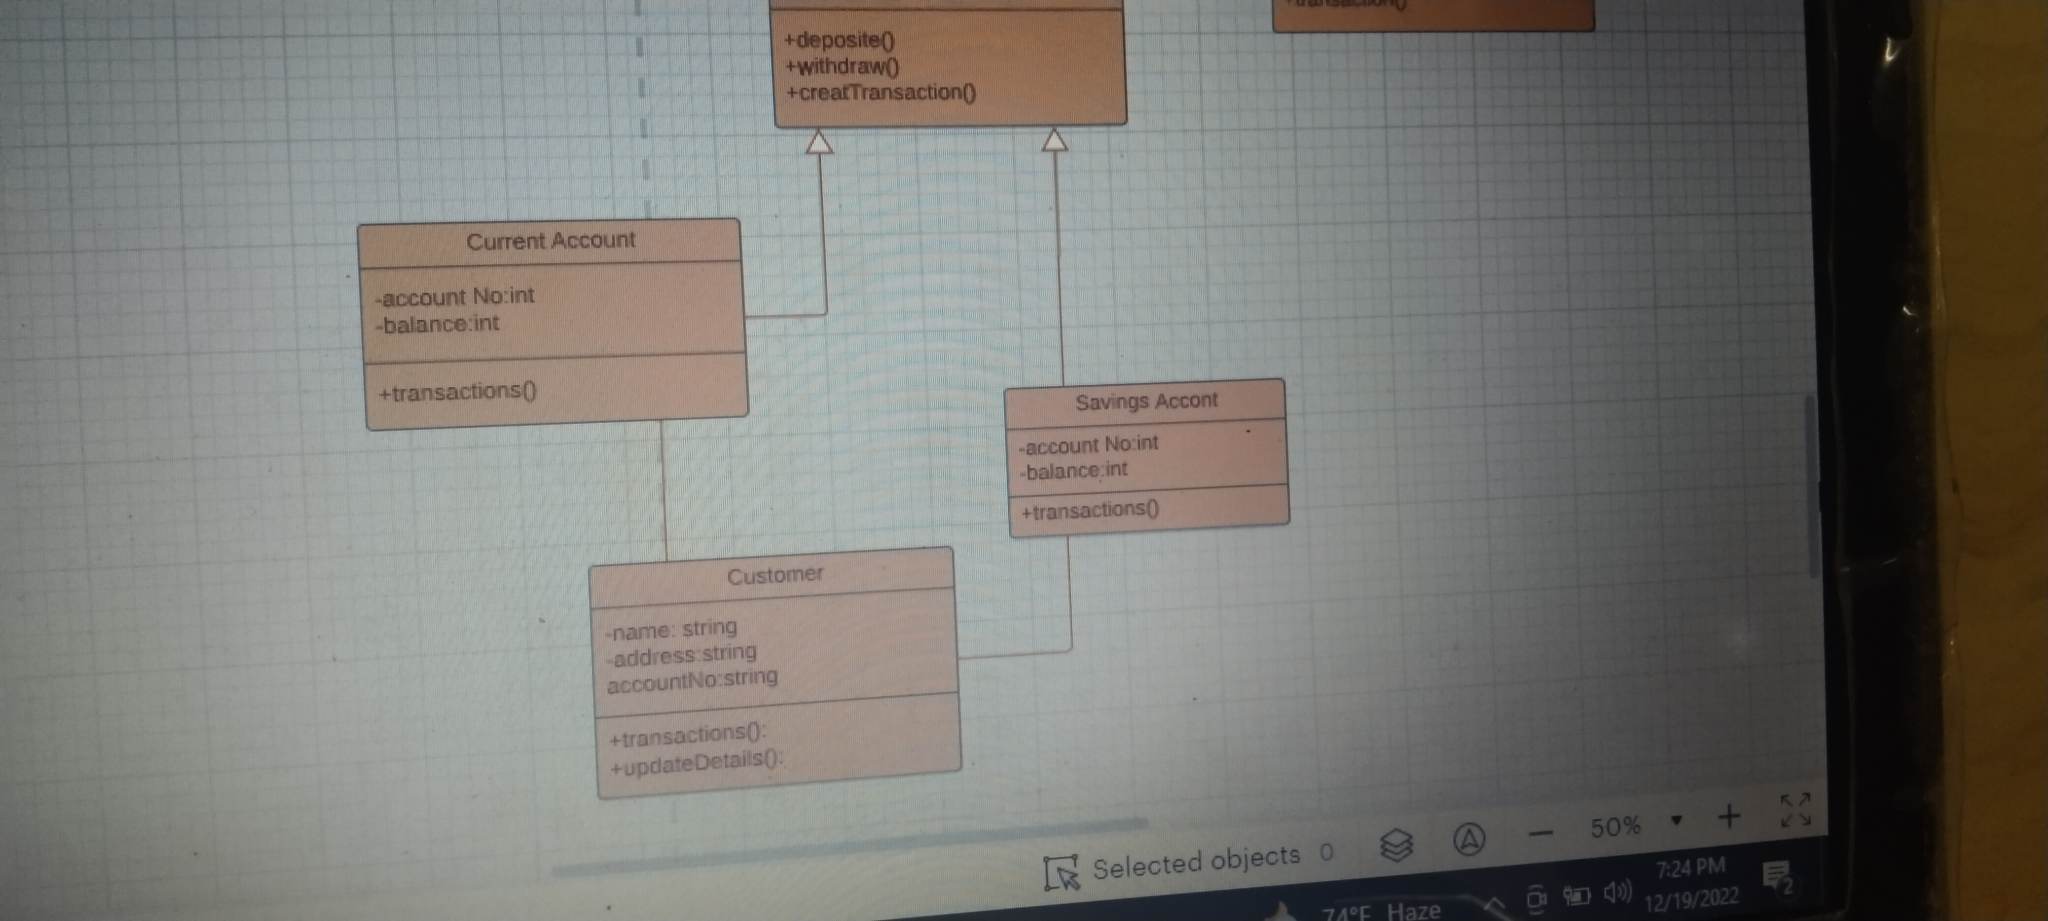 +transaction()
+deposite()
+withdraw()
+creatTransaction()
Current Account
-account No:int
-balance:int
+transactions()
Savings Accont
-account No:int
-balance:int
+transactions()
Customer
-name: string
-address:string
accountNo:string
+transactions():
+updateDetails():
Selected objects 0
50%
74°F Haze
7:24 PM
12/19/2022
2